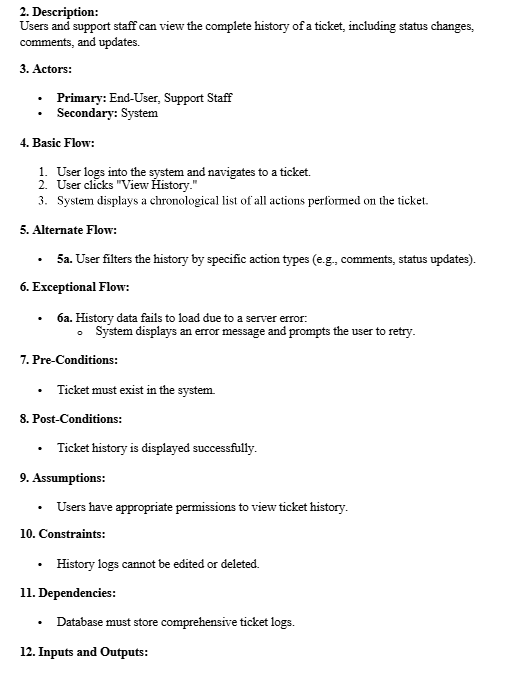 2. Description:
Users and support staff can view the complete history of a ticket, including status changes,
comments, and updates.
3. Actors:
• Primary: End-User, Support Staff
• Secondary: System
4. Basic Flow:
1. User logs into the system and navigates to a ticket.
2. User clicks "View History."
3. System displays a chronological list of all actions performed on the ticket.
5. Alternate Flow:
• 5a. User filters the history by specific action types (e.g., comments, status updates).
6. Exceptional Flow:
• 6a. History data fails to load due to a server error:
o System displays an error message and prompts the user to retry.
7. Pre-Conditions:
• Ticket must exist in the system.
8. Post-Conditions:
• Ticket history is displayed successfully.
9. Assumptions:
• Users have appropriate permissions to view ticket history.
10. Constraints:
• History logs cannot be edited or deleted.
11. Dependencies:
• Database must store comprehensive ticket logs.
12. Inputs and Outputs: